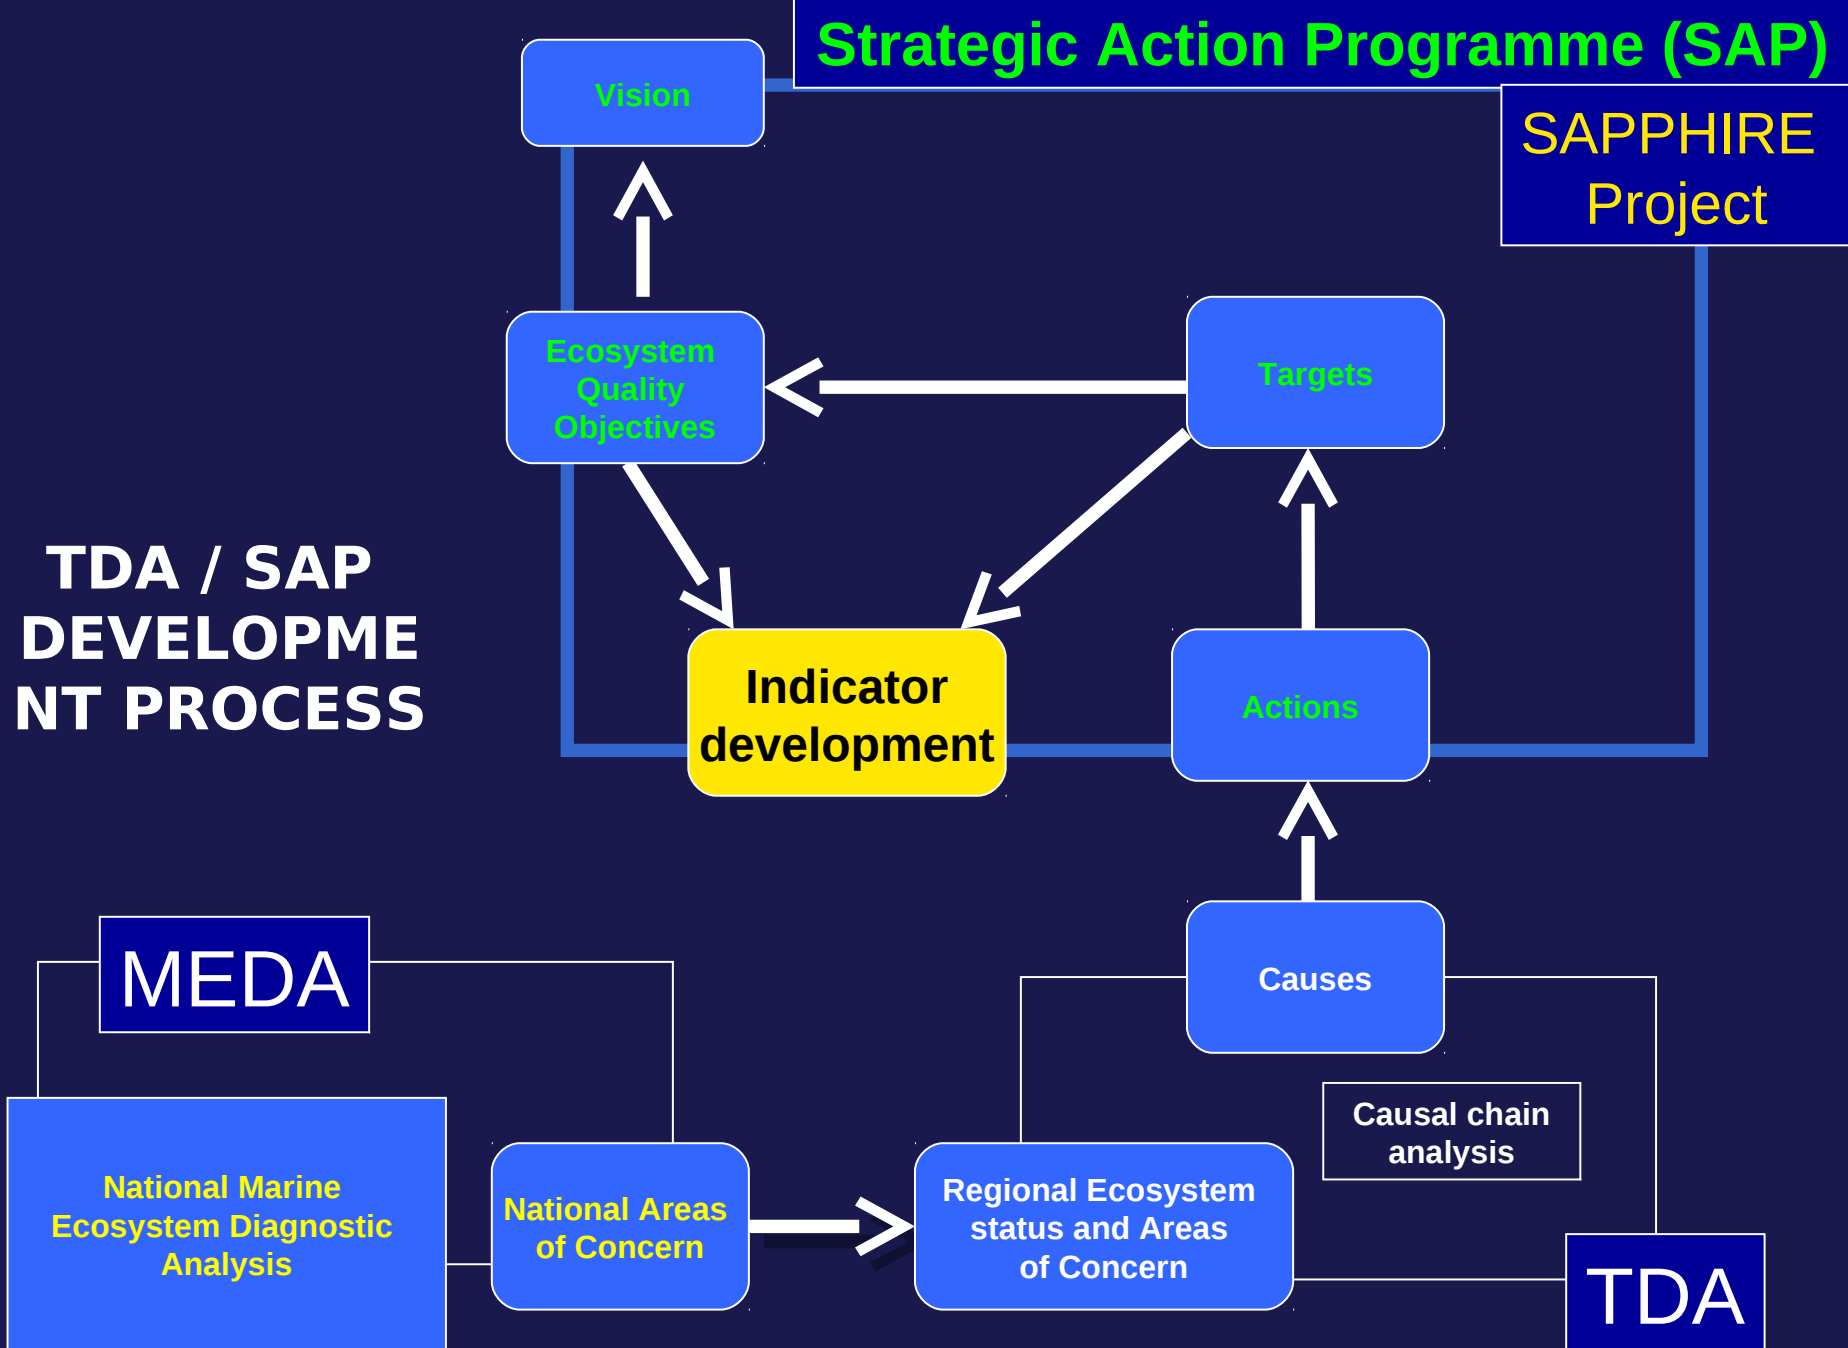 Strategic Action Programme (SAP)
Vision
SAPPHIRE
Project
Ecosystem
Quality
Objectives
Targets
TDA / SAP
DEVELOPME
NT PROCESS
Indicator
development
Actions
MEDA
Causes
Causal chain
analysis
National Marine
Ecosystem Diagnostic
Analysis
National Areas
of Concern
Regional Ecosystem
status and Areas
of Concern
TDA